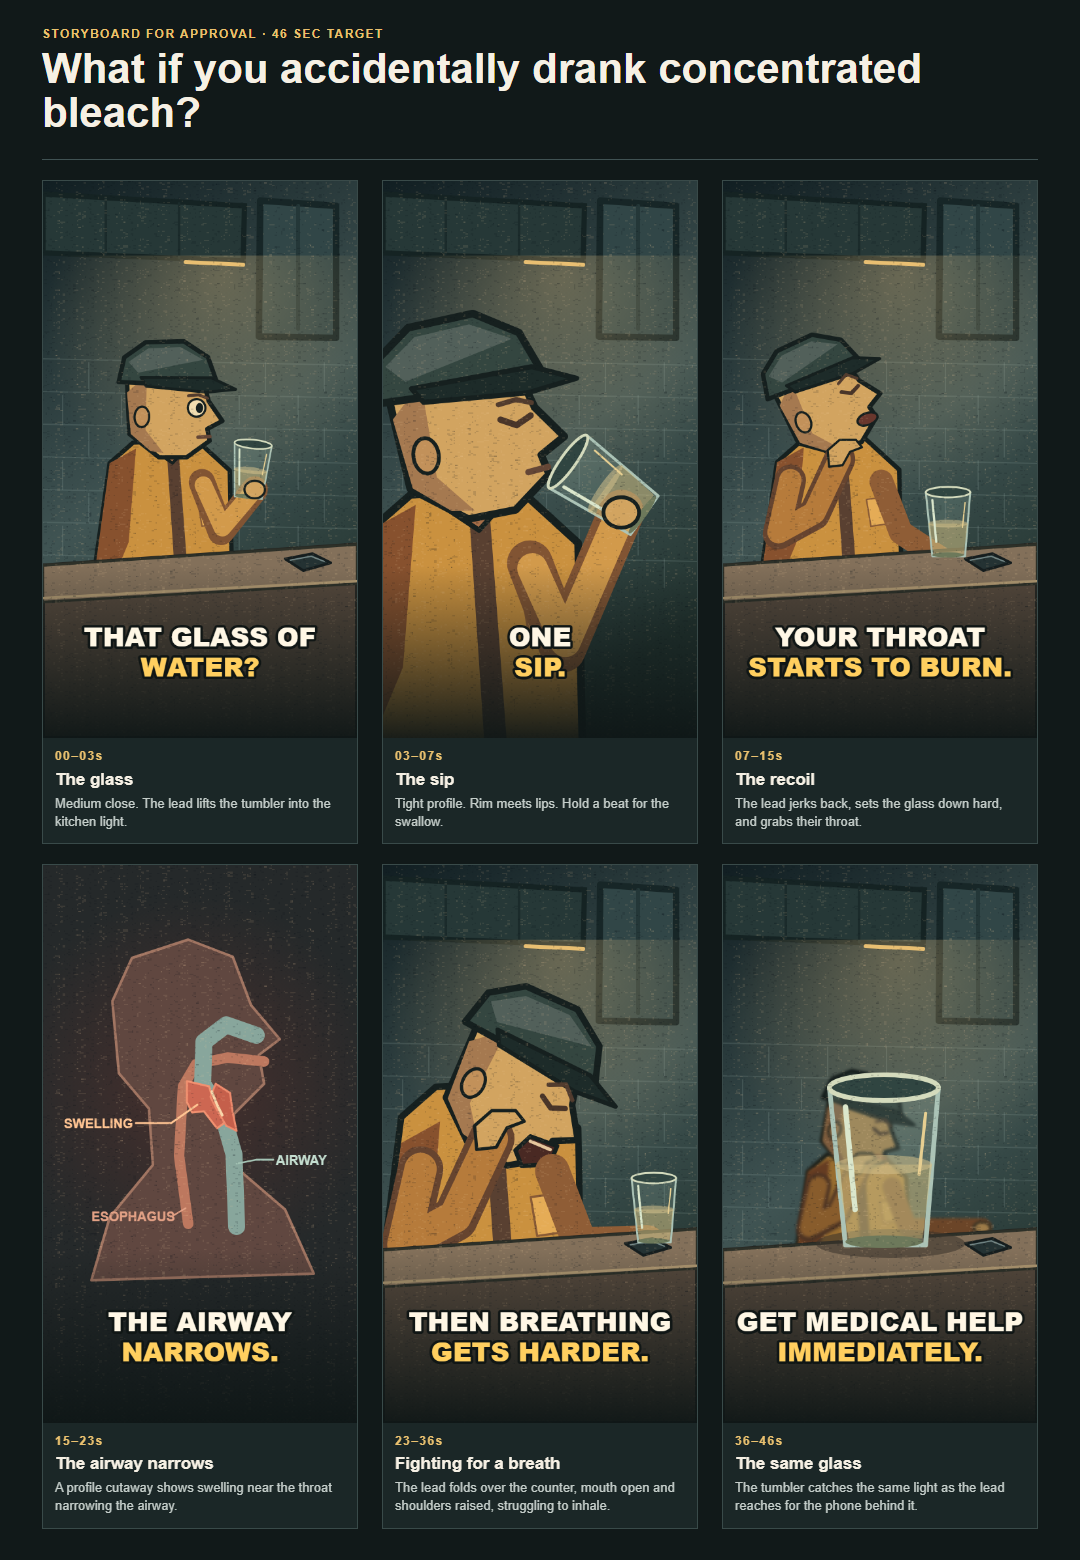 STORYBOARD FOR APPROVAL · 46 SEC TARGET
What if you accidentally drank concentrated
bleach?
THAT GLASS OF
WATER?
00–03s
The glass
Medium close. The lead lifts the tumbler into the
kitchen light.
ONE
SIP.
03–07s
The sip
Tight profile. Rim meets lips. Hold a beat for the
swallow.
YOUR THROAT
STARTS TO BURN.
07–15s
The recoil
The lead jerks back, sets the glass down hard,
and grabs their throat.
SWELLING
AIRWAY
ESOPHAGUS
THE AIRWAY
NARROWS.
15–23s
The airway narrows
A profile cutaway shows swelling near the throat
narrowing the airway.
THEN BREATHING
GETS HARDER.
23–36s
Fighting for a breath
The lead folds over the counter, mouth open and
shoulders raised, struggling to inhale.
GET MEDICAL HELP
IMMEDIATELY.
36–46s
The same glass
The tumbler catches the same light as the lead
reaches for the phone behind it.